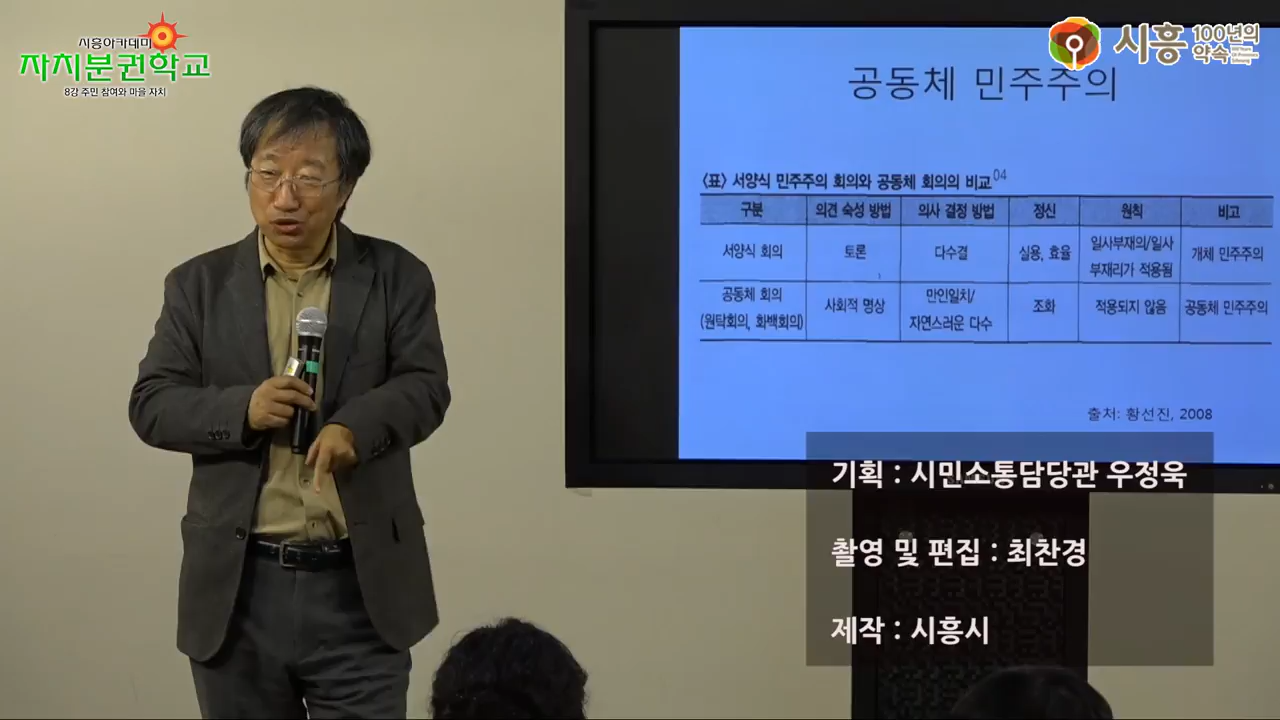 시흥아카데미
자치분권학교
8강 주민 참여와 마을 자치
시흥 100년의 약속
공동체 민주주의
<표> 서양식 민주주의 회의와 공동체 회의의 비교 04
구분 의견 숙성 방법 의사 결정 방법 정신 원칙 비고
서양식 회의 토론 다수결 실용, 효율 일사부재의/일사부재리가 적용됨 개체 민주주의
공동체 회의 (원탁회의, 화백회의) 사회적 명상 만인일치/자연스러운 다수 조화 적용되지 않음 공동체 민주주의
출처: 황선진, 2008
기획 : 시민소통담당관 우정욱
촬영 및 편집 : 최찬경
제작 : 시흥시